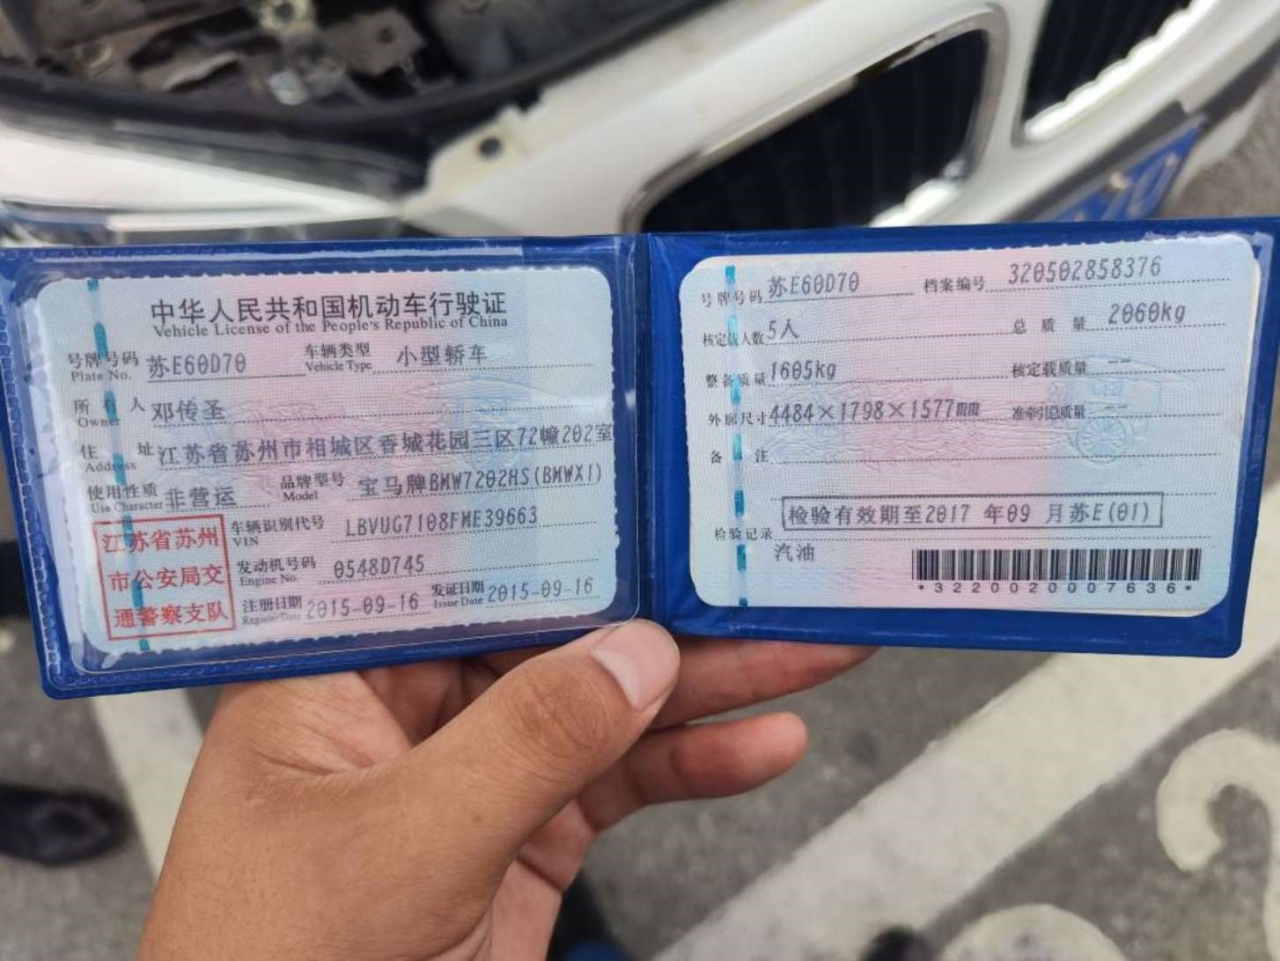 中华人民共和国机动车行驶证
Vehicle License of the People's Republic of China
号牌号码 苏E60D70 车辆类型 小型轿车
Plate No. Vehicle Type
所有人 邓传圣
Owner
住址 江苏省苏州市相城区香城花园三区72幢202室
Address
使用性质 非营运 品牌型号 宝马牌BMW7202HS(BMWX1)
Use Character Model
车辆识别代号 LBVUG7108FME39663
VIN
发动机号码 0548D745
Engine No.
注册日期 2015-09-16 发证日期 2015-09-16
Register Date Issue Date
江苏省苏州
市公安局交
通警察支队
号牌号码 苏E60D70 档案编号 320502858376
核定载人数 5人 总质量 2060kg
整备质量 1605kg 核定载质量 --
外廓尺寸 4484×1798×1577mm 准牵引总质量 --
备注
检验记录 检验有效期至2017 年09 月苏E(01)
汽油
*3220020007636*